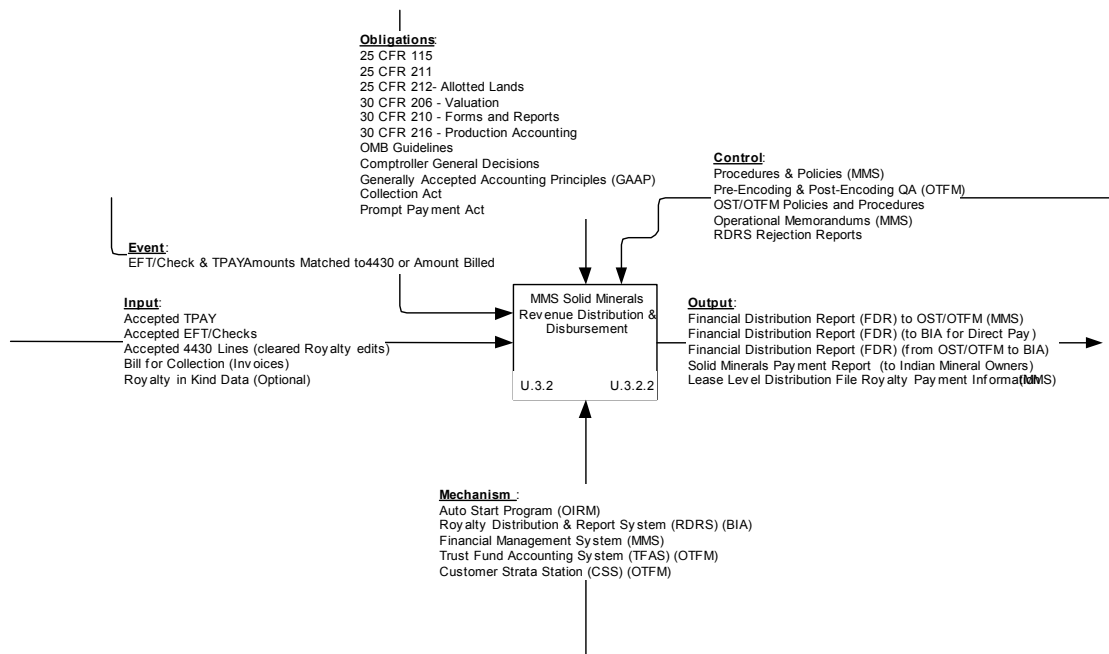 Obligations:
25 CFR 115
25 CFR 211
25 CFR 212- Allotted Lands
30 CFR 206 - Valuation
30 CFR 210 - Forms and Reports
30 CFR 216 - Production Accounting
OMB Guidelines
Comptroller General Decisions
Generally Accepted Accounting Principles (GAAP)
Collection Act
Prompt Payment Act
Control:
Procedures & Policies (MMS)
Pre-Encoding & Post-Encoding QA (OTFM)
OST/OTFM Policies and Procedures
Operational Memorandums (MMS)
RDRS Rejection Reports
Event:
EFT/Check & TPAYAmounts Matched to4430 or Amount Billed
Input:
Accepted TPAY
Accepted EFT/Checks
Accepted 4430 Lines (cleared Royalty edits)
Bill for Collection (Invoices)
Royalty in Kind Data (Optional)
MMS Solid Minerals
Revenue Distribution &
Disbursement
U.3.2 U.3.2.2
Output:
Financial Distribution Report (FDR) to OST/OTFM (MMS)
Financial Distribution Report (FDR) (to BIA for Direct Pay)
Financial Distribution Report (FDR) (from OST/OTFM to BIA)
Solid Minerals Payment Report (to Indian Mineral Owners)
Lease Level Distribution File Royalty Payment Information(MMS)
Mechanism :
Auto Start Program (OIRM)
Royalty Distribution & Report System (RDRS) (BIA)
Financial Management System (MMS)
Trust Fund Accounting System (TFAS) (OTFM)
Customer Strata Station (CSS) (OTFM)